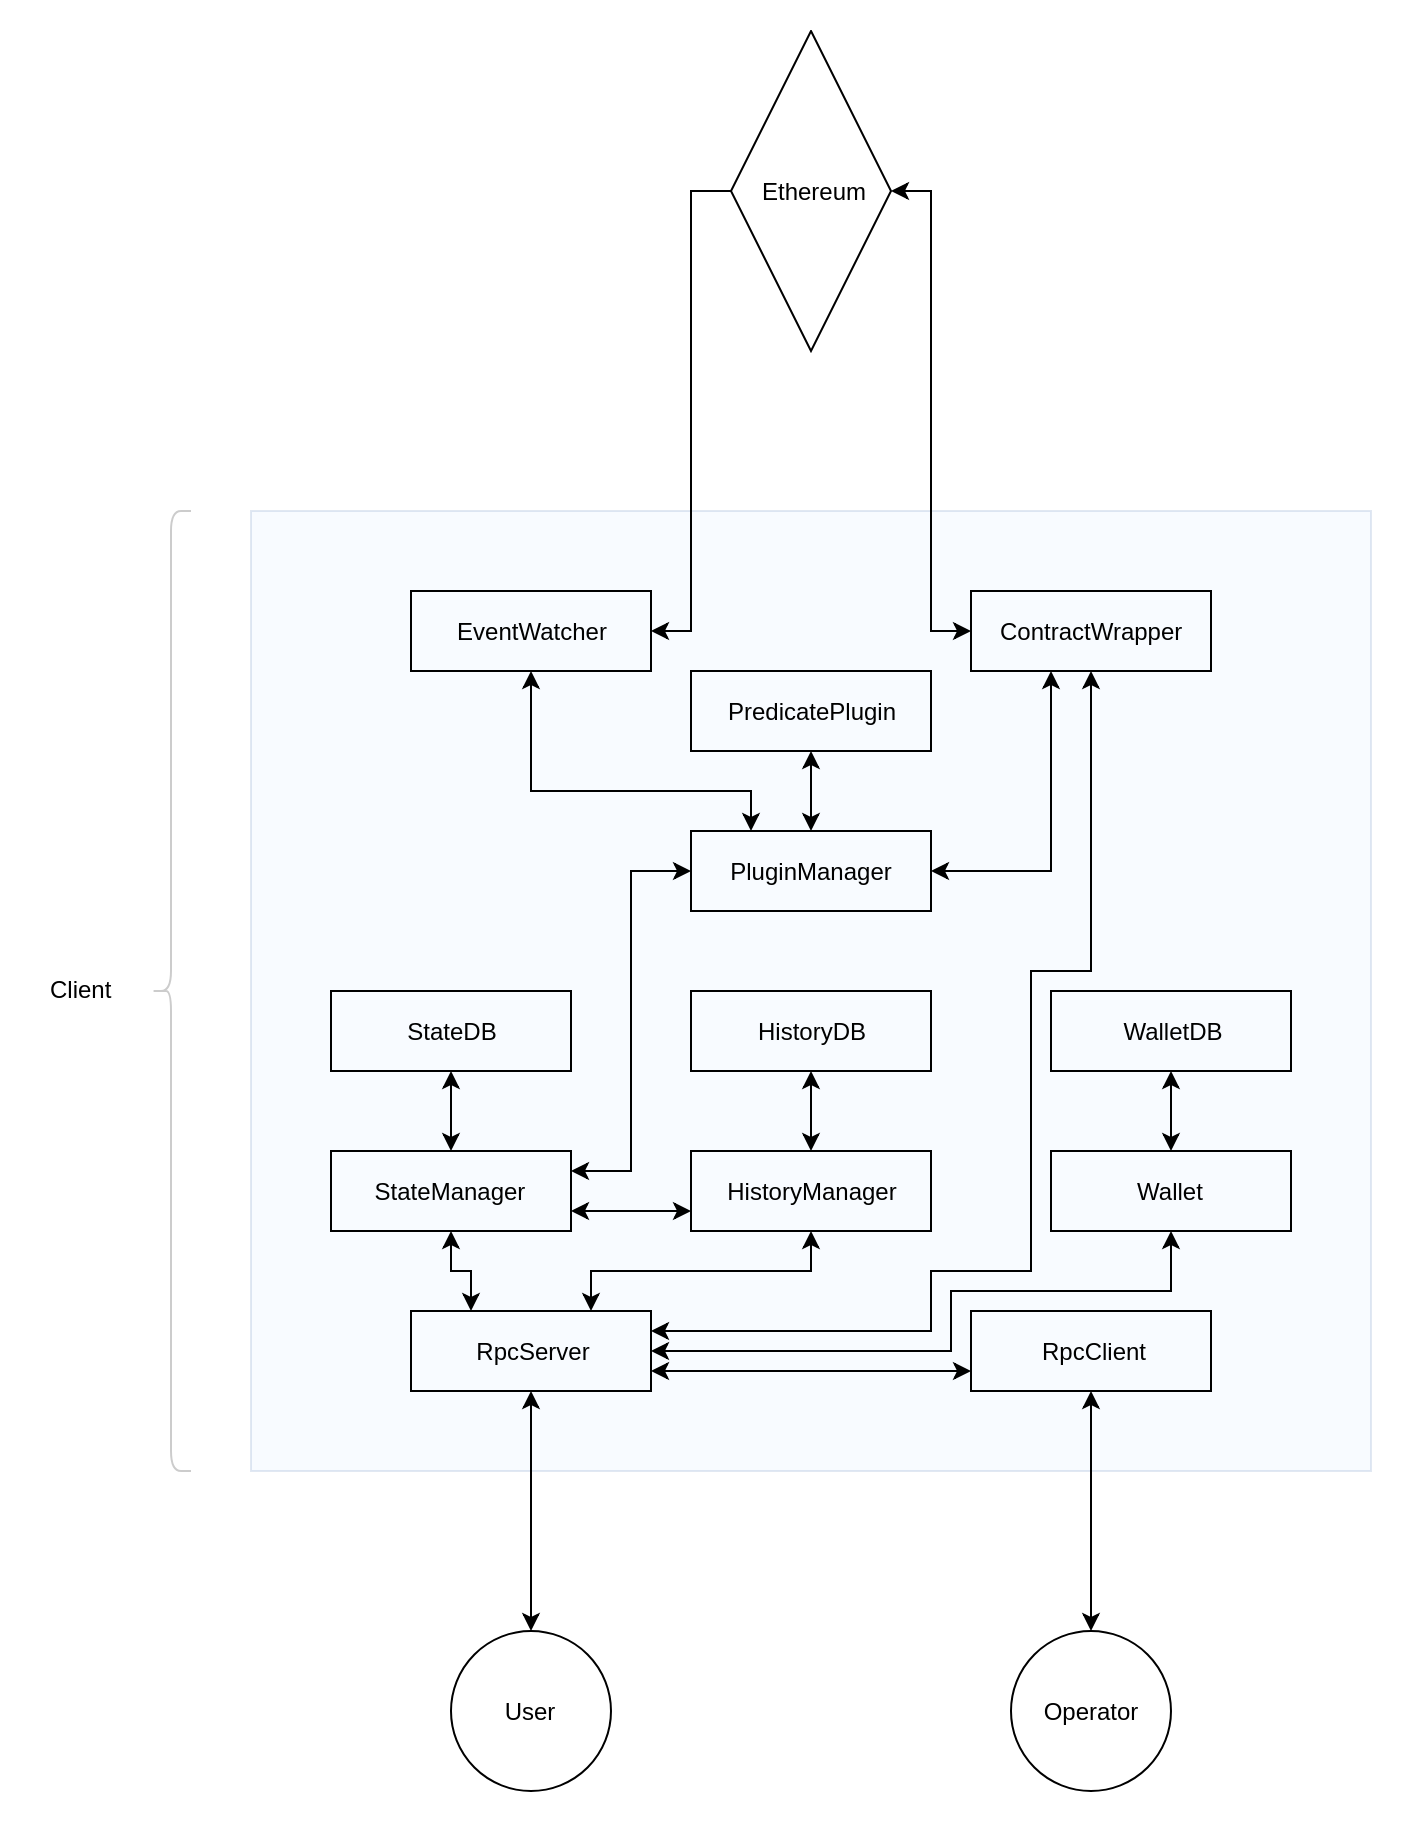 Ethereum
EventWatcher
ContractWrapper
PredicatePlugin
PluginManager
Client
StateDB
HistoryDB
WalletDB
StateManager
HistoryManager
Wallet
RpcServer
RpcClient
User
Operator